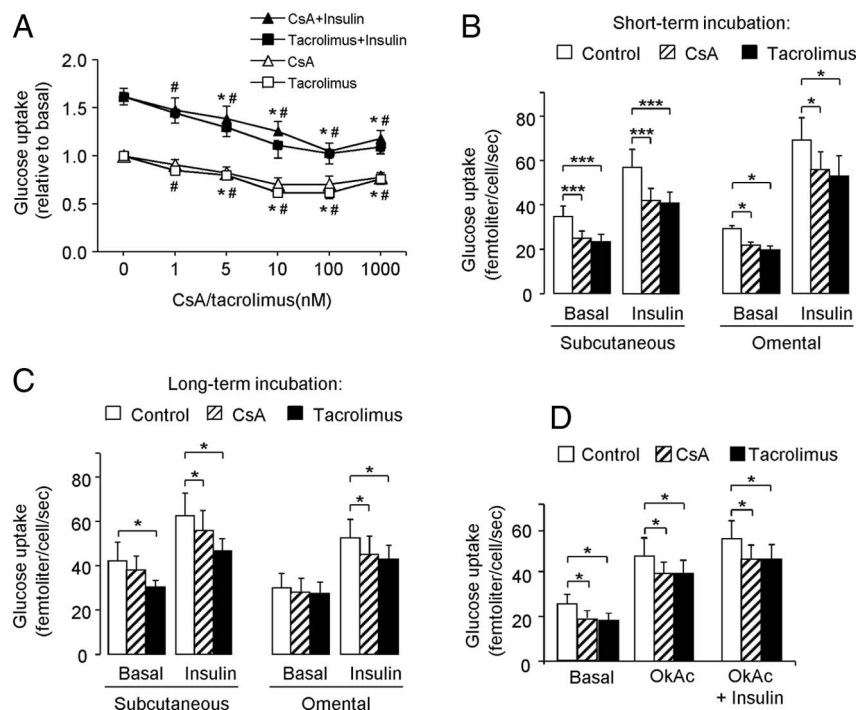 A
CsA+Insulin
Tacrolimus+Insulin
CsA
Tacrolimus
Glucose uptake
(relative to basal)
2.0
1.5
1.0
0.5
0.0
#
* #
* #
* #
* #
#
* #
* #
* #
* #
0 1 5 10 100 1000
CsA/tacrolimus(nM)
B
Short-term incubation:
Control CsA Tacrolimus
Glucose uptake
(femtoliter/cell/sec)
80
60
40
20
0
***
***
***
***
*
*
*
*
Basal Insulin Basal Insulin
Subcutaneous Omental
C
Long-term incubation:
Control CsA Tacrolimus
Glucose uptake
(femtoliter/cell/sec)
80
60
40
20
0
*
*
*
*
*
Basal Insulin Basal Insulin
Subcutaneous Omental
D
Control CsA Tacrolimus
Glucose uptake
(femtoliter/cell/sec)
80
60
40
20
0
*
*
*
*
*
*
Basal OkAc OkAc
+ Insulin